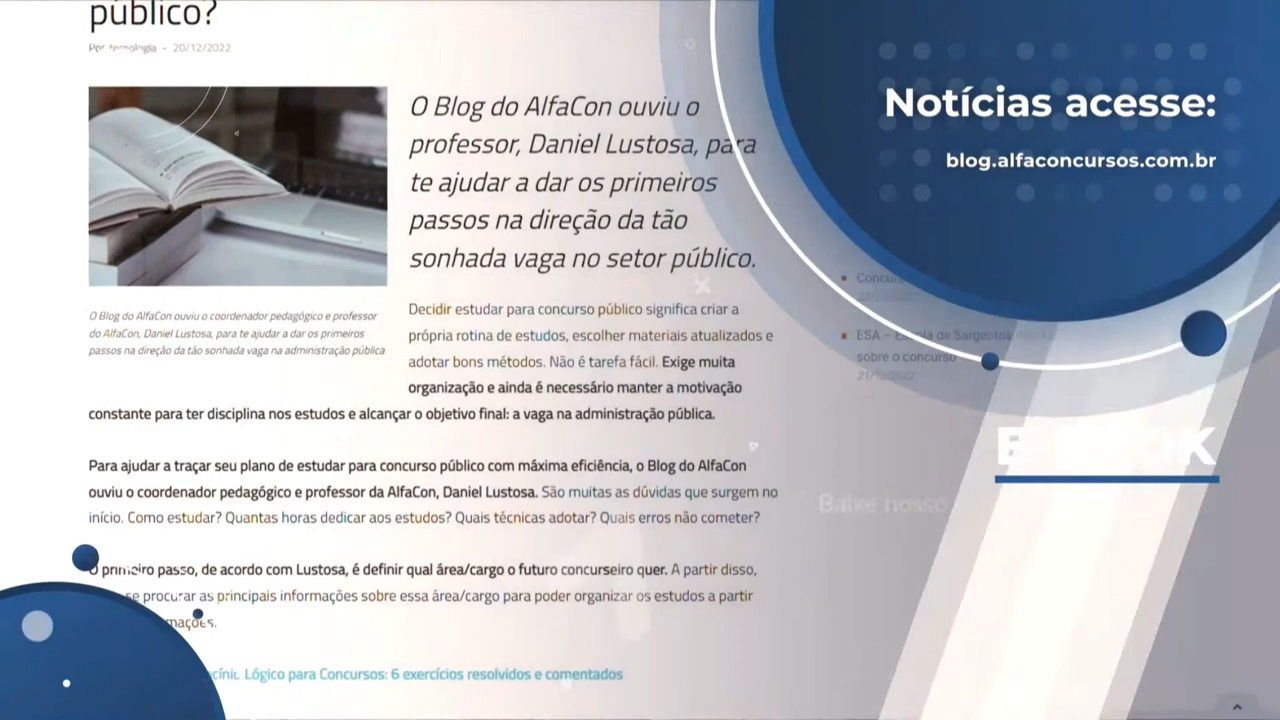 público?
Por tecnologia - 20/12/2022
O Blog do AlfaCon ouviu o
professor, Daniel Lustosa, para
te ajudar a dar os primeiros
passos na direção da tão
sonhada vaga no setor público.
O Blog do AlfaCon ouviu o coordenador pedagógico e professor
do AlfaCon, Daniel Lustosa, para te ajudar a dar os primeiros
passos na direção da tão sonhada vaga na administração pública
Decidir estudar para concurso público significa criar a
própria rotina de estudos, escolher materiais atualizados e
adotar bons métodos. Não é tarefa fácil. Exige muita
organização e ainda é necessário manter a motivação
constante para ter disciplina nos estudos e alcançar o objetivo final: a vaga na administração pública.
Para ajudar a traçar seu plano de estudar para concurso público com máxima eficiência, o Blog do AlfaCon
ouviu o coordenador pedagógico e professor da AlfaCon, Daniel Lustosa. São muitas as dúvidas que surgem no
início. Como estudar? Quantas horas dedicar aos estudos? Quais técnicas adotar? Quais erros não cometer?
O primeiro passo, de acordo com Lustosa, é definir qual área/cargo o futuro concurseiro quer. A partir disso,
procurar as principais informações sobre essa área/cargo para poder organizar os estudos a partir
Lógico para Concursos: 6 exercícios resolvidos e comentados
Notícias acesse:
blog.alfaconcursos.com.br
ESA – Escola de Sargentos
sobre o concurso
Baixe nosso